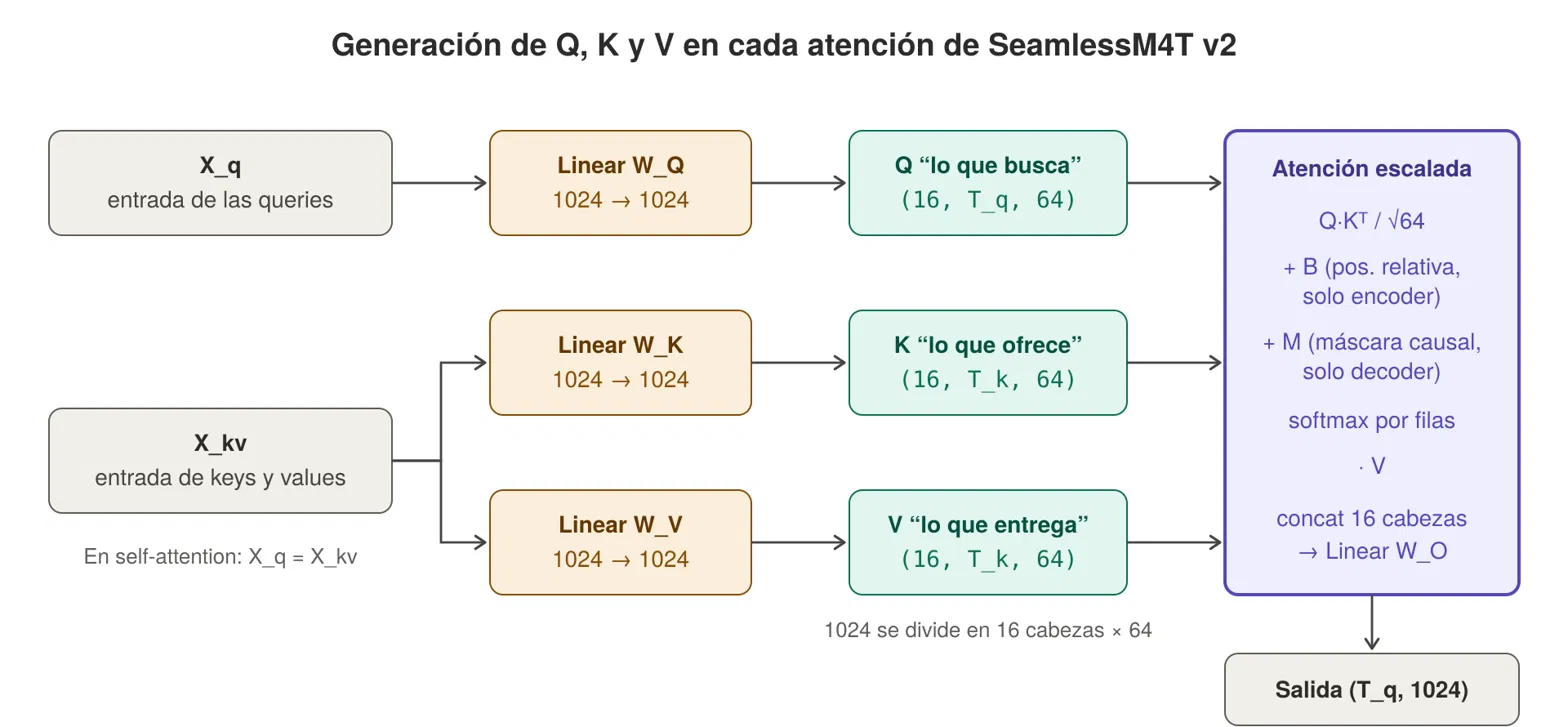 Generación de Q, K y V en cada atención de SeamlessM4T v2
X_q
entrada de las queries
Linear W_Q
1024 → 1024
Q “lo que busca”
(16, T_q, 64)
X_kv
entrada de keys y values
En self-attention: X_q = X_kv
Linear W_K
1024 → 1024
K “lo que ofrece”
(16, T_k, 64)
Linear W_V
1024 → 1024
V “lo que entrega”
(16, T_k, 64)
1024 se divide en 16 cabezas × 64
Atención escalada
Q·Kᵀ / √64
+ B (pos. relativa,
solo encoder)
+ M (máscara causal,
solo decoder)
softmax por filas
· V
concat 16 cabezas
→ Linear W_O
Salida (T_q, 1024)